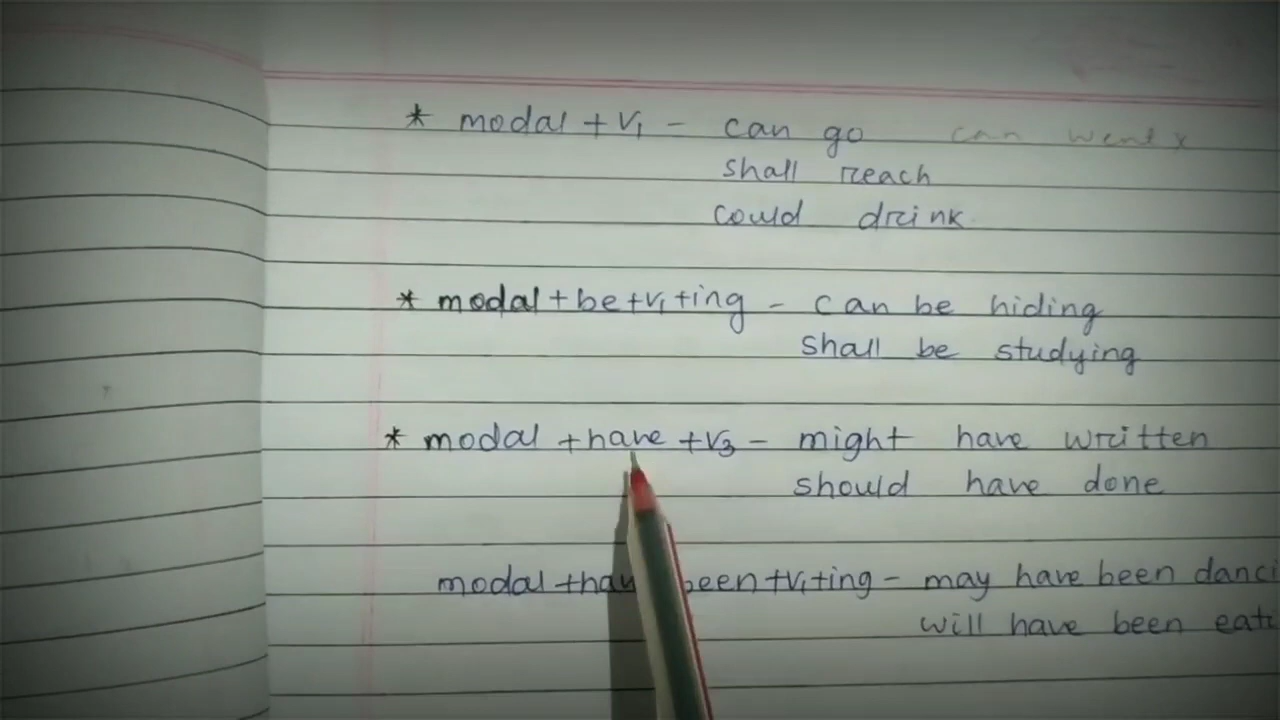 * modal + V1 - can go can went x
shall reach
could drink
* modal + be + V1 + ing - can be hiding
shall be studying
* modal + have + V3 - might have written
should have done
modal + been + V1 + ing - may have been
will have been